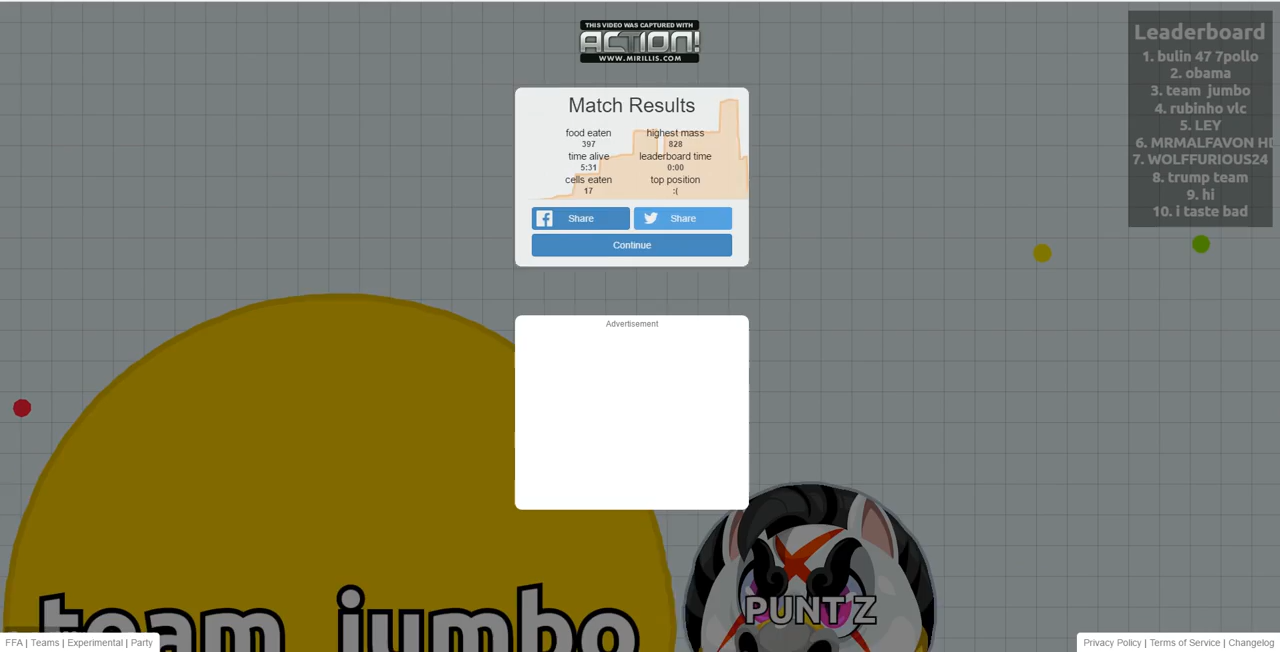 THIS VIDEO WAS CAPTURED WITH
ACTION!
WWW.MIRILLIS.COM
Leaderboard
1. bulin 47 7pollo
2. obama
3. team jumbo
4. rubinho vlc
5. LEY
6. MRMALFAVON HD
7. WOLFFURIOUS24
8. trump team
9. hi
10. i taste bad
Match Results
food eaten highest mass
397 828
time alive leaderboard time
5:31 0:00
cells eaten top position
17 :(
Share Share
Continue
Advertisement
team jumbo
PUNT Z
FFA | Teams | Experimental | Party
Privacy Policy | Terms of Service | Changelog